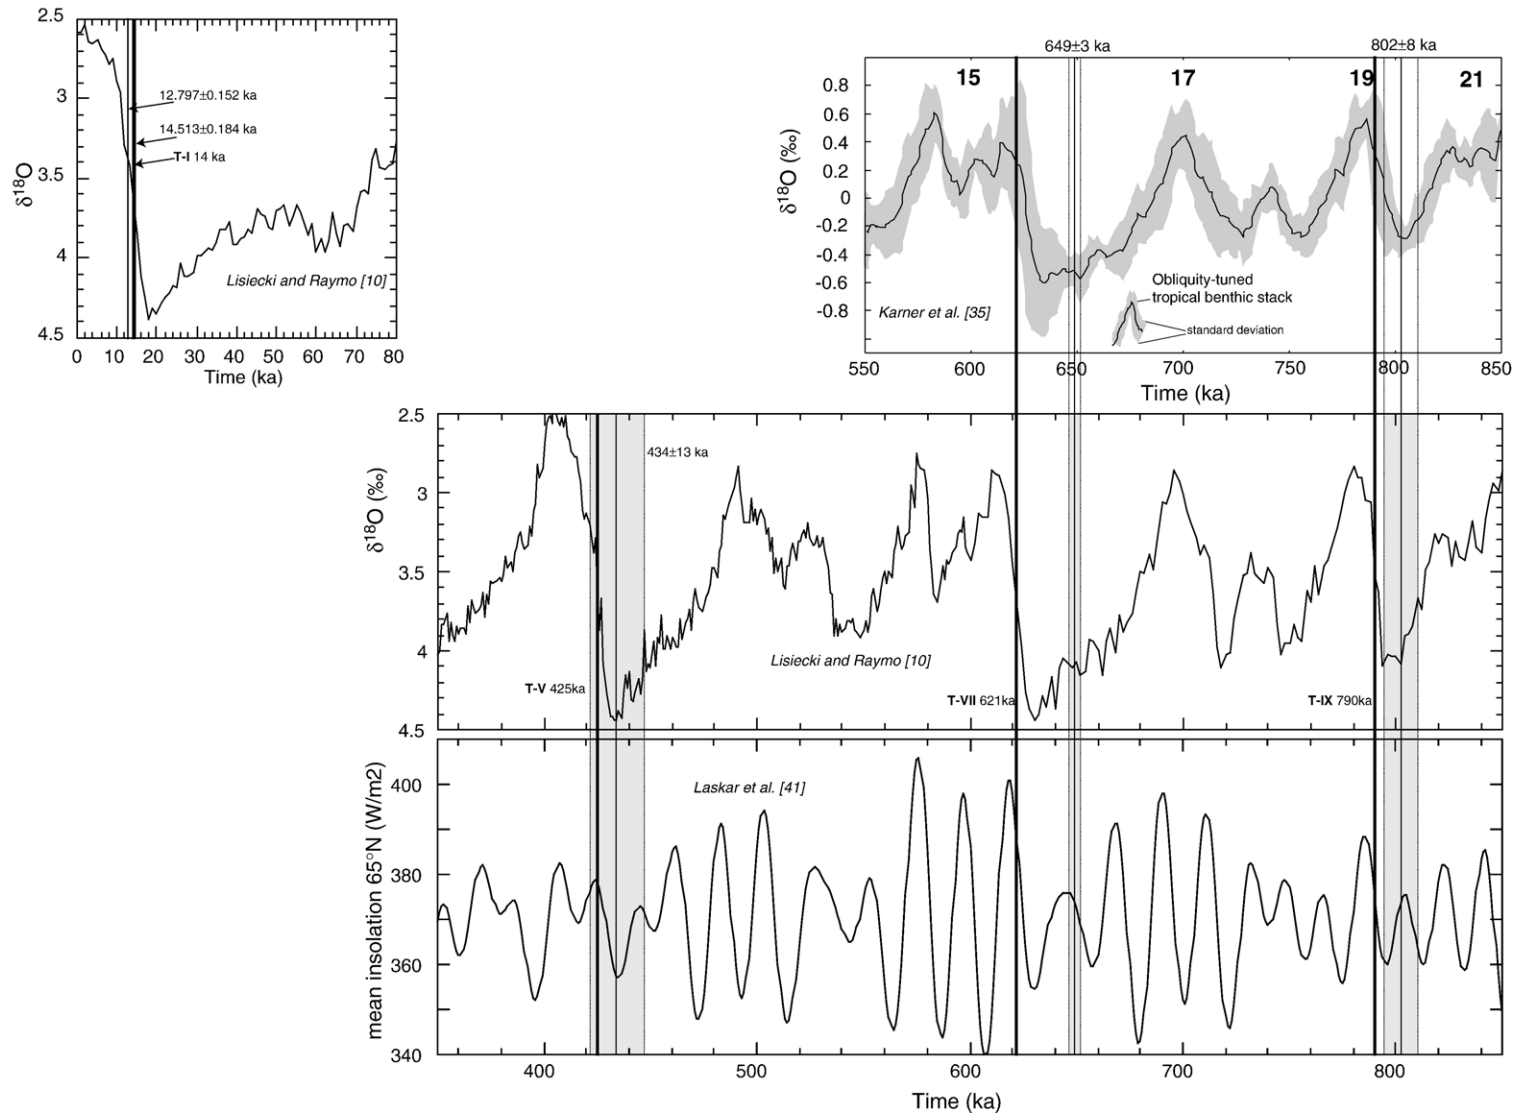 2.5
3
3.5
4
4.5
δ18O
12.797±0.152 ka
14.513±0.184 ka
T-I 14 ka
Lisiecki and Raymo [10]
0 10 20 30 40 50 60 70 80
Time (ka)
649±3 ka 802±8 ka
15 17 19 21
0.8
0.6
0.4
0.2
0
-0.2
-0.4
-0.6
-0.8
δ18O (‰)
Karner et al. [35]
Obliquity-tuned
tropical benthic stack
standard deviation
550 600 650 700 750 800 850
Time (ka)
2.5
3
3.5
4
4.5
δ18O (‰)
434±13 ka
Lisiecki and Raymo [10]
T-V 425ka
T-VII 621ka
T-IX 790ka
400
380
360
340
mean insolation 65°N (W/m2)
Laskar et al. [41]
400 500 600 700 800
Time (ka)